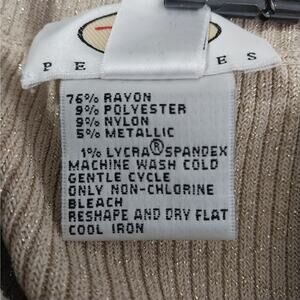 P E E S
76% RAYON
9% POLYESTER
9% NYLON
5% METALLIC
1% LYCRA® SPANDEX
MACHINE WASH COLD
GENTLE CYCLE
ONLY NON-CHLORINE
BLEACH
RESHAPE AND DRY FLAT
COOL IRON